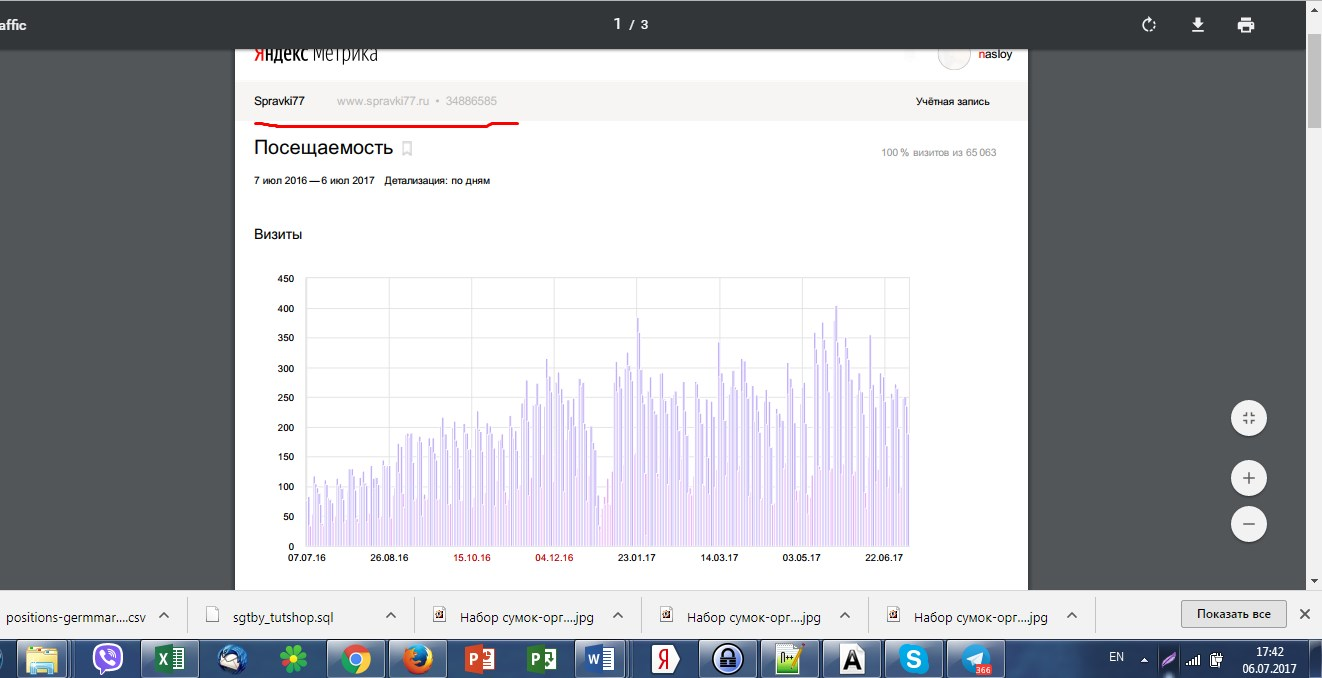 affic
1 / 3
Яндекс Метрика
nasloy
Spravki77 www.spravki77.ru • 34886585 Учётная запись
Посещаемость
100 % визитов из 65 063
7 июл 2016 — 6 июл 2017 Детализация: по дням
Визиты
450
400
350
300
250
200
150
100
50
0
07.07.16 26.08.16 15.10.16 04.12.16 23.01.17 14.03.17 03.05.17 22.06.17
positions-germmar....csv sgtby_tutshop.sql Набор сумок-орг....jpg Набор сумок-орг....jpg Набор сумок-орг....jpg Показать все
EN 17:42
366 06.07.2017